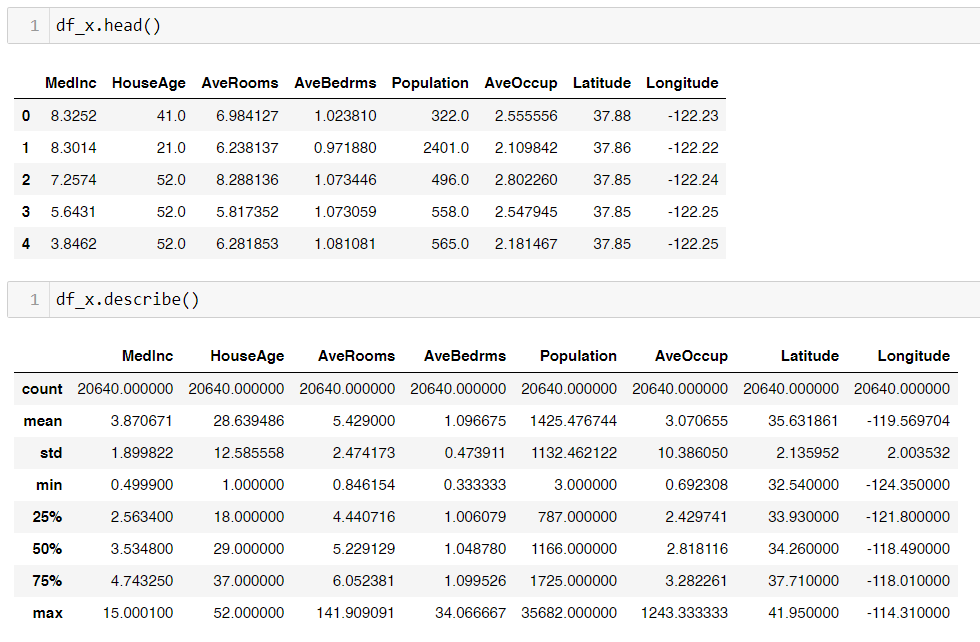 1 df_x.head()
MedInc HouseAge AveRooms AveBedrms Population AveOccup Latitude Longitude
0 8.3252 41.0 6.984127 1.023810 322.0 2.555556 37.88 -122.23
1 8.3014 21.0 6.238137 0.971880 2401.0 2.109842 37.86 -122.22
2 7.2574 52.0 8.288136 1.073446 496.0 2.802260 37.85 -122.24
3 5.6431 52.0 5.817352 1.073059 558.0 2.547945 37.85 -122.25
4 3.8462 52.0 6.281853 1.081081 565.0 2.181467 37.85 -122.25
1 df_x.describe()
MedInc HouseAge AveRooms AveBedrms Population AveOccup Latitude Longitude
count 20640.000000 20640.000000 20640.000000 20640.000000 20640.000000 20640.000000 20640.000000 20640.000000
mean 3.870671 28.639486 5.429000 1.096675 1425.476744 3.070655 35.631861 -119.569704
std 1.899822 12.585558 2.474173 0.473911 1132.462122 10.386050 2.135952 2.003532
min 0.499900 1.000000 0.846154 0.333333 3.000000 0.692308 32.540000 -124.350000
25% 2.563400 18.000000 4.440716 1.006079 787.000000 2.429741 33.930000 -121.800000
50% 3.534800 29.000000 5.229129 1.048780 1166.000000 2.818116 34.260000 -118.490000
75% 4.743250 37.000000 6.052381 1.099526 1725.000000 3.282261 37.710000 -118.010000
max 15.000100 52.000000 141.909091 34.066667 35682.000000 1243.333333 41.950000 -114.310000